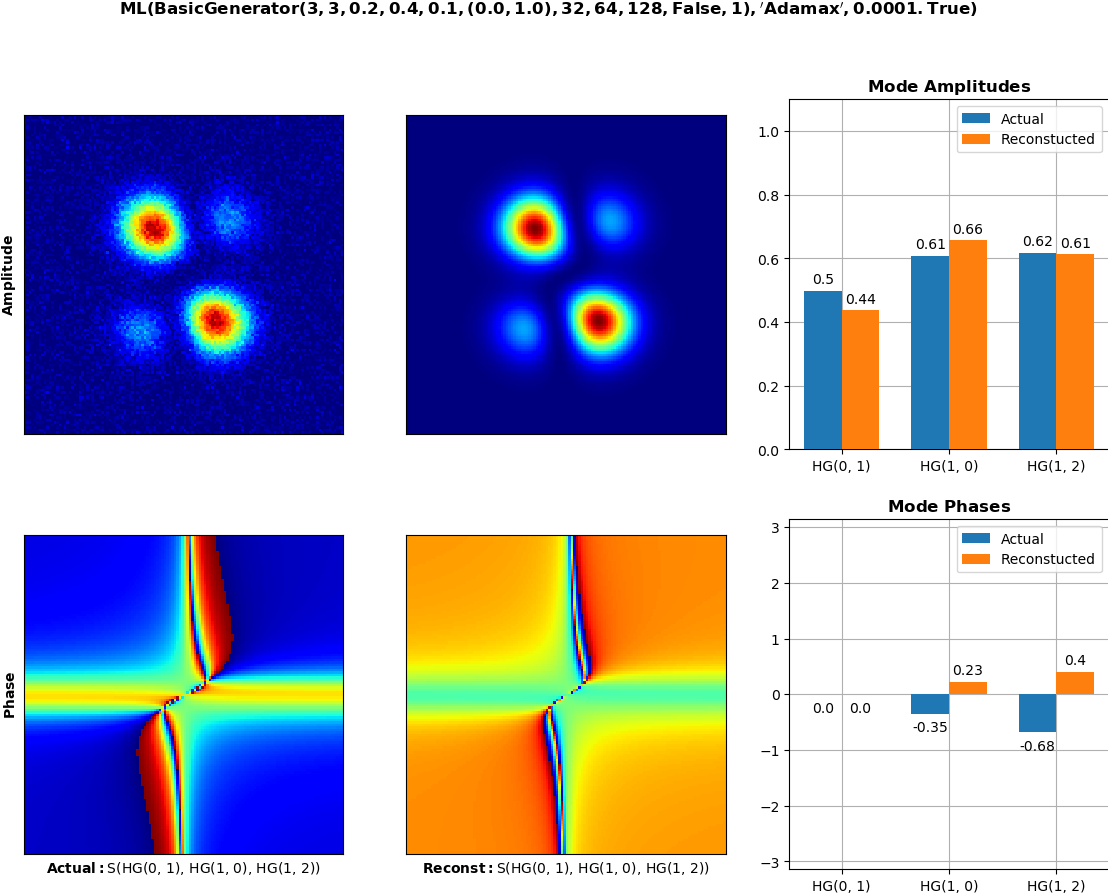 ML(BasicGenerator(3, 3, 0.2, 0.4, 0.1, (0.0, 1.0), 32, 64, 128, False, 1), ′Adamax′, 0.0001. True)
Amplitude
Mode Amplitudes
Actual
Reconstucted
1.0
0.8
0.6
0.4
0.2
0.0
0.5
0.44
0.61
0.66
0.62
0.61
HG(0, 1)
HG(1, 0)
HG(1, 2)
Phase
Actual: S(HG(0, 1), HG(1, 0), HG(1, 2))
Reconst: S(HG(0, 1), HG(1, 0), HG(1, 2))
Mode Phases
Actual
Reconstucted
3
2
1
0
−1
−2
−3
0.0
0.0
-0.35
0.23
-0.68
0.4
HG(0, 1)
HG(1, 0)
HG(1, 2)